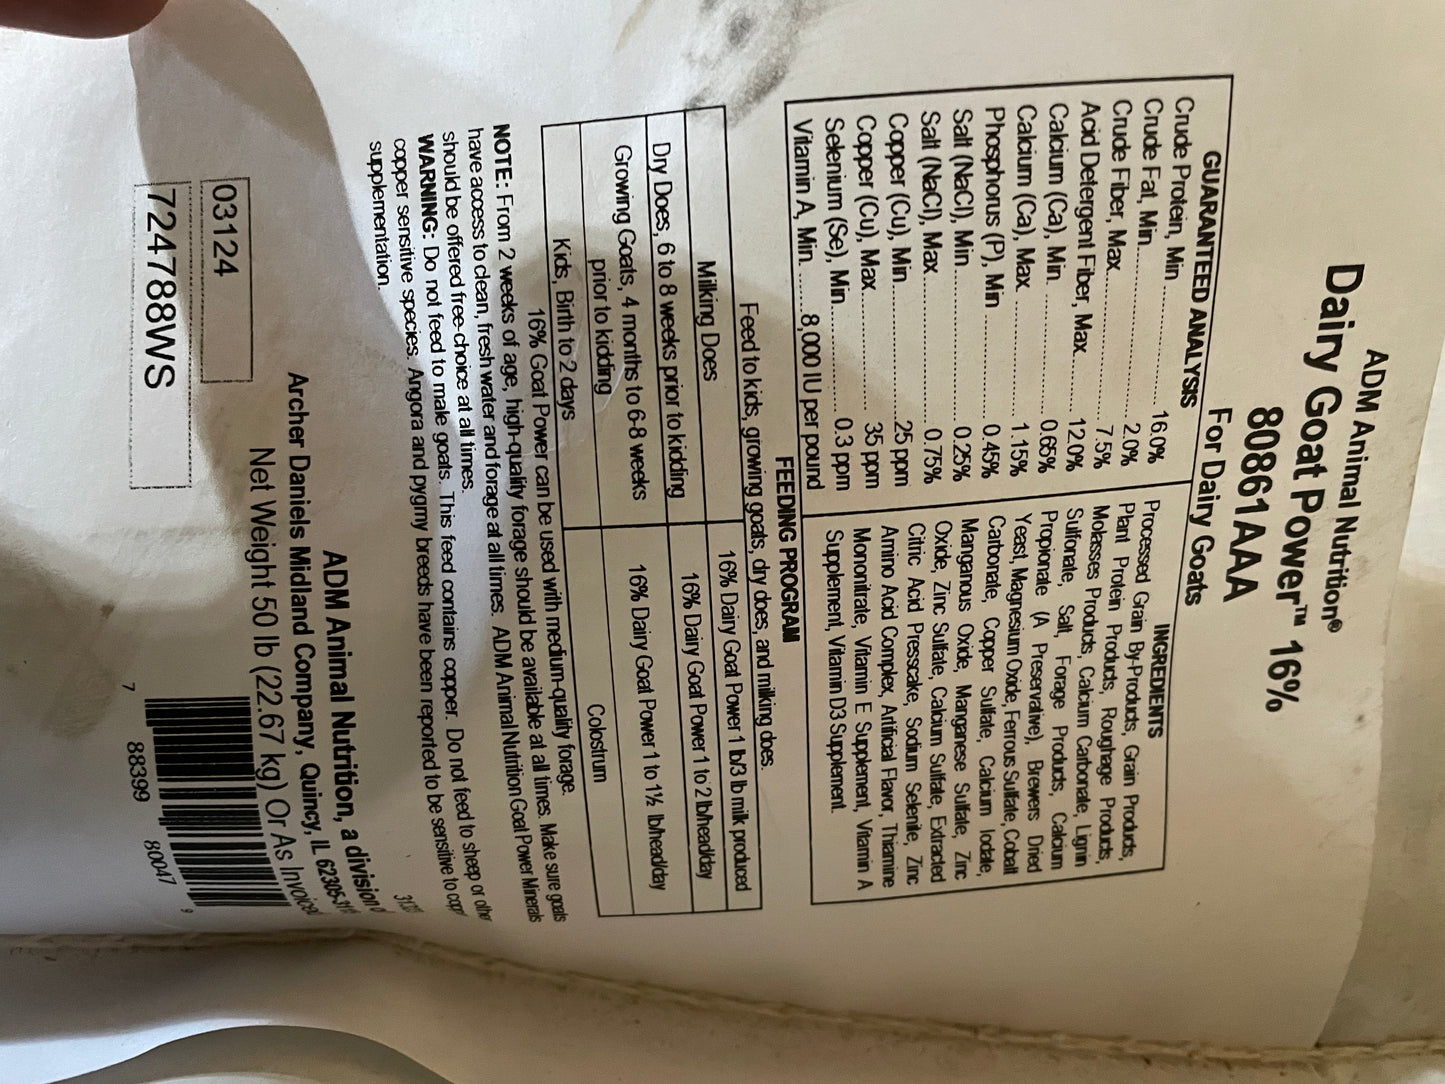 ADM Animal Nutrition®
Dairy Goat Power™ 16%
80861AAA
For Dairy Goats
GUARANTEED ANALYSIS
Crude Protein, Min............ 16.0%
Crude Fat, Min............ 2.0%
Crude Fiber, Max............ 7.5%
Acid Detergent Fiber, Max............ 12.0%
Calcium (Ca), Min............ 0.65%
Calcium (Ca), Max............ 1.15%
Phosphorus (P), Min............ 0.45%
Salt (NaCl), Min............ 0.25%
Salt (NaCl), Max............ 0.75%
Copper (Cu), Min............ 25 ppm
Copper (Cu), Max............ 35 ppm
Selenium (Se), Min............ 0.3 ppm
Vitamin A, Min. .... 8,000 IU per pound
INGREDIENTS
Processed Grain By-Products, Grain Products,
Plant Protein Products, Roughage Products,
Molasses Products, Calcium Carbonate, Lignin
Sulfonate, Salt, Forage Products, Calcium
Propionate (A Preservative), Brewers Dried
Yeast, Magnesium Oxide, Ferrous Sulfate, Cobalt
Carbonate, Copper Sulfate, Calcium Iodate,
Manganous Oxide, Manganese Sulfate, Zinc
Oxide, Zinc Sulfate, Calcium Sulfate, Extracted
Citric Acid Presscake, Sodium Selenite, Zinc
Amino Acid Complex, Artificial Flavor, Thiamine
Mononitrate, Vitamin E Supplement, Vitamin A
Supplement, Vitamin D3 Supplement.
FEEDING PROGRAM
Feed to kids, growing goats, dry does, and milking does.
Milking Does 16% Dairy Goat Power 1 lb/3 lb milk produced
Dry Does, 6 to 8 weeks prior to kidding 16% Dairy Goat Power 1 to 2 lb/head/day
Growing Goats, 4 months to 6-8 weeks
prior to kidding 16% Dairy Goat Power 1 to 1½ lb/head/day
Kids, Birth to 2 days Colostrum
16% Goat Power can be used with medium-quality forage.
NOTE: From 2 weeks of age, high-quality forage should be available at all times. Make sure goats
have access to clean, fresh water and forage at all times. ADM Animal Nutrition Goat Power Minerals
should be offered free-choice at all times.
WARNING: Do not feed to male goats. This feed contains copper. Do not feed to sheep or other
copper sensitive species. Angora and pygmy breeds have been reported to be sensitive to
supplementation.
ADM Animal Nutrition, a division
Archer Daniels Midland Company, Quincy, IL
Net Weight 50 lb (22.67 kg) Or As Invoice
03124
724788WS
7 88399 80047 9